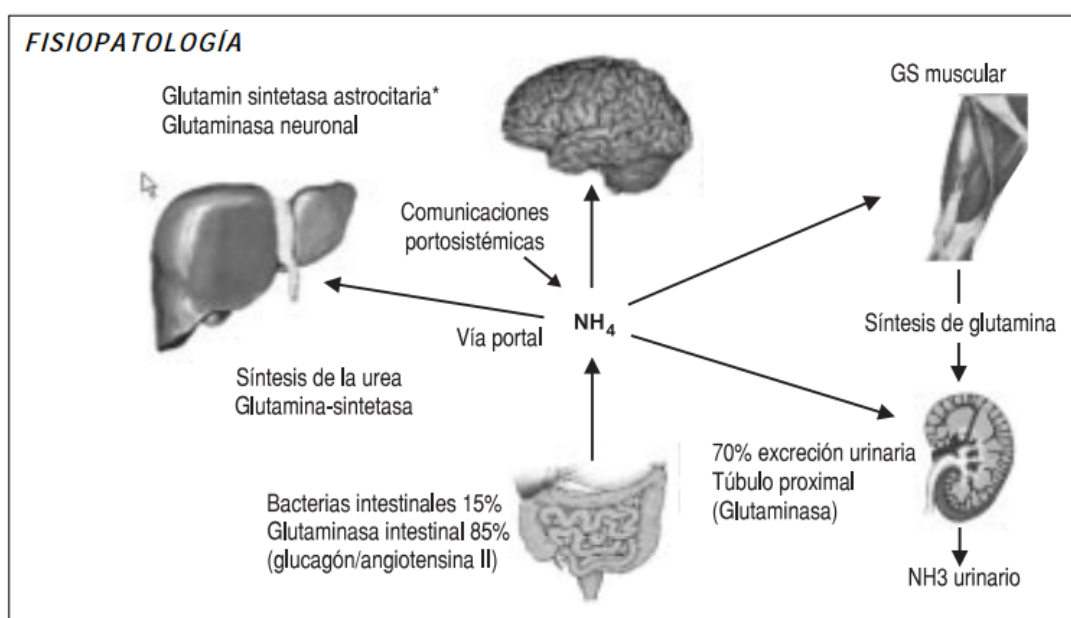 FISIOPATOLOGÍA
Glutamin sintetasa astrocitaria*
Glutaminasa neuronal
GS muscular
Comunicaciones
portosistémicas
Vía portal
NH4
Síntesis de glutamina
Síntesis de la urea
Glutamina-sintetasa
70% excreción urinaria
Túbulo proximal
(Glutaminasa)
Bacterias intestinales 15%
Glutaminasa intestinal 85%
(glucagón/angiotensina II)
NH3 urinario